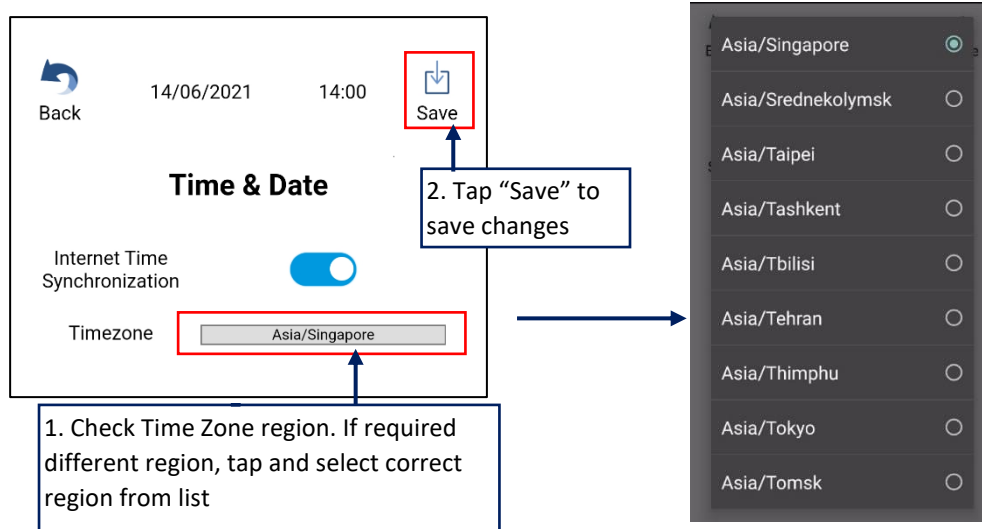 Back
14/06/2021
14:00
Save
Time & Date
2. Tap “Save” to
save changes
Internet Time
Synchronization
Timezone
Asia/Singapore
1. Check Time Zone region. If required
different region, tap and select correct
region from list
Asia/Singapore
Asia/Srednekolymsk
Asia/Taipei
Asia/Tashkent
Asia/Tbilisi
Asia/Tehran
Asia/Thimphu
Asia/Tokyo
Asia/Tomsk